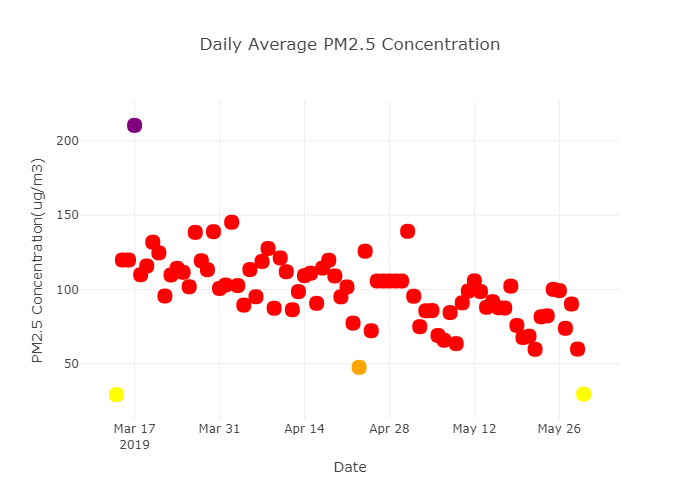 Daily Average PM2.5 Concentration
PM2.5 Concentration(ug/m3)
200
150
100
50
Mar 17
2019
Mar 31
Apr 14
Apr 28
May 12
May 26
Date